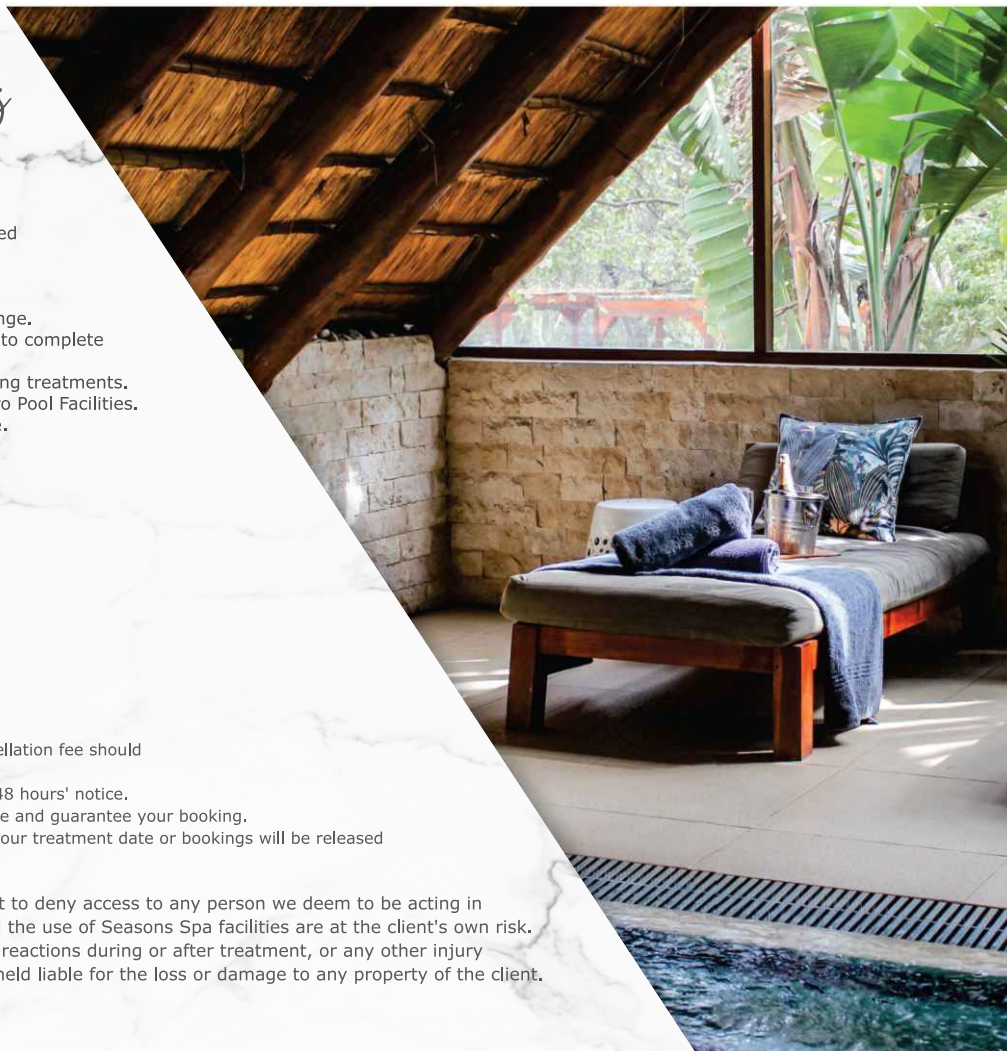 nge.
to complete
ng treatments.
o Pool Facilities.
fee should
48 hours' notice.
e and guarantee your booking.
our treatment date or bookings will be released
t to deny access to any person we deem to be acting in
the use of Seasons Spa facilities are at the client's own risk.
reactions during or after treatment, or any other injury
held liable for the loss or damage to any property of the client.